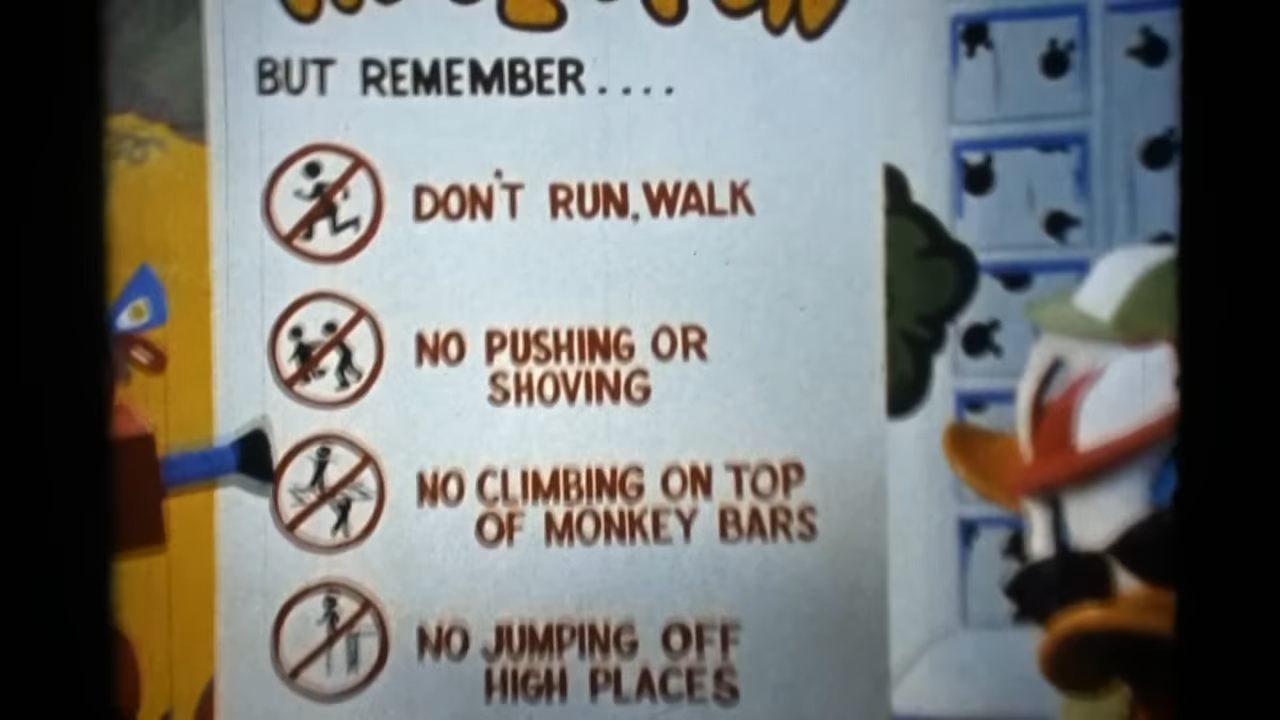 BUT REMEMBER....
DON'T RUN, WALK
NO PUSHING OR
SHOVING
NO CLIMBING ON TOP
OF MONKEY BARS
NO JUMPING OFF
HIGH PLACES